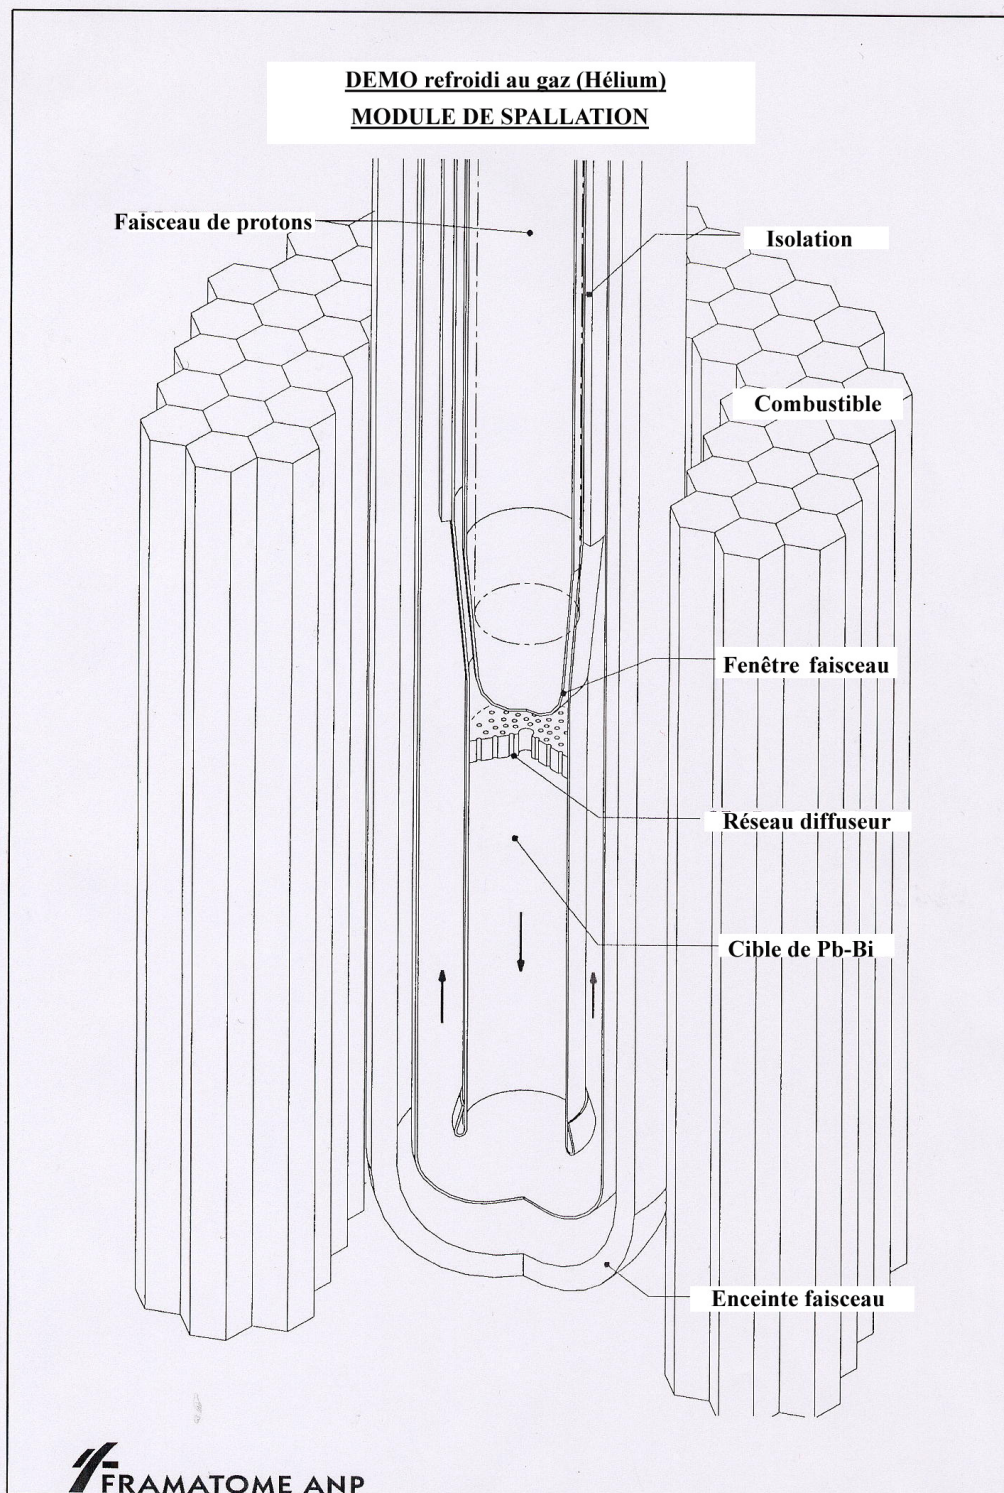 DEMO refroidi au gaz (Hélium)
MODULE DE SPALLATION
Faisceau de protons
Isolation
Combustible
Fenêtre faisceau
Réseau diffuseur
Cible de Pb-Bi
Enceinte faisceau
FRAMATOME ANP